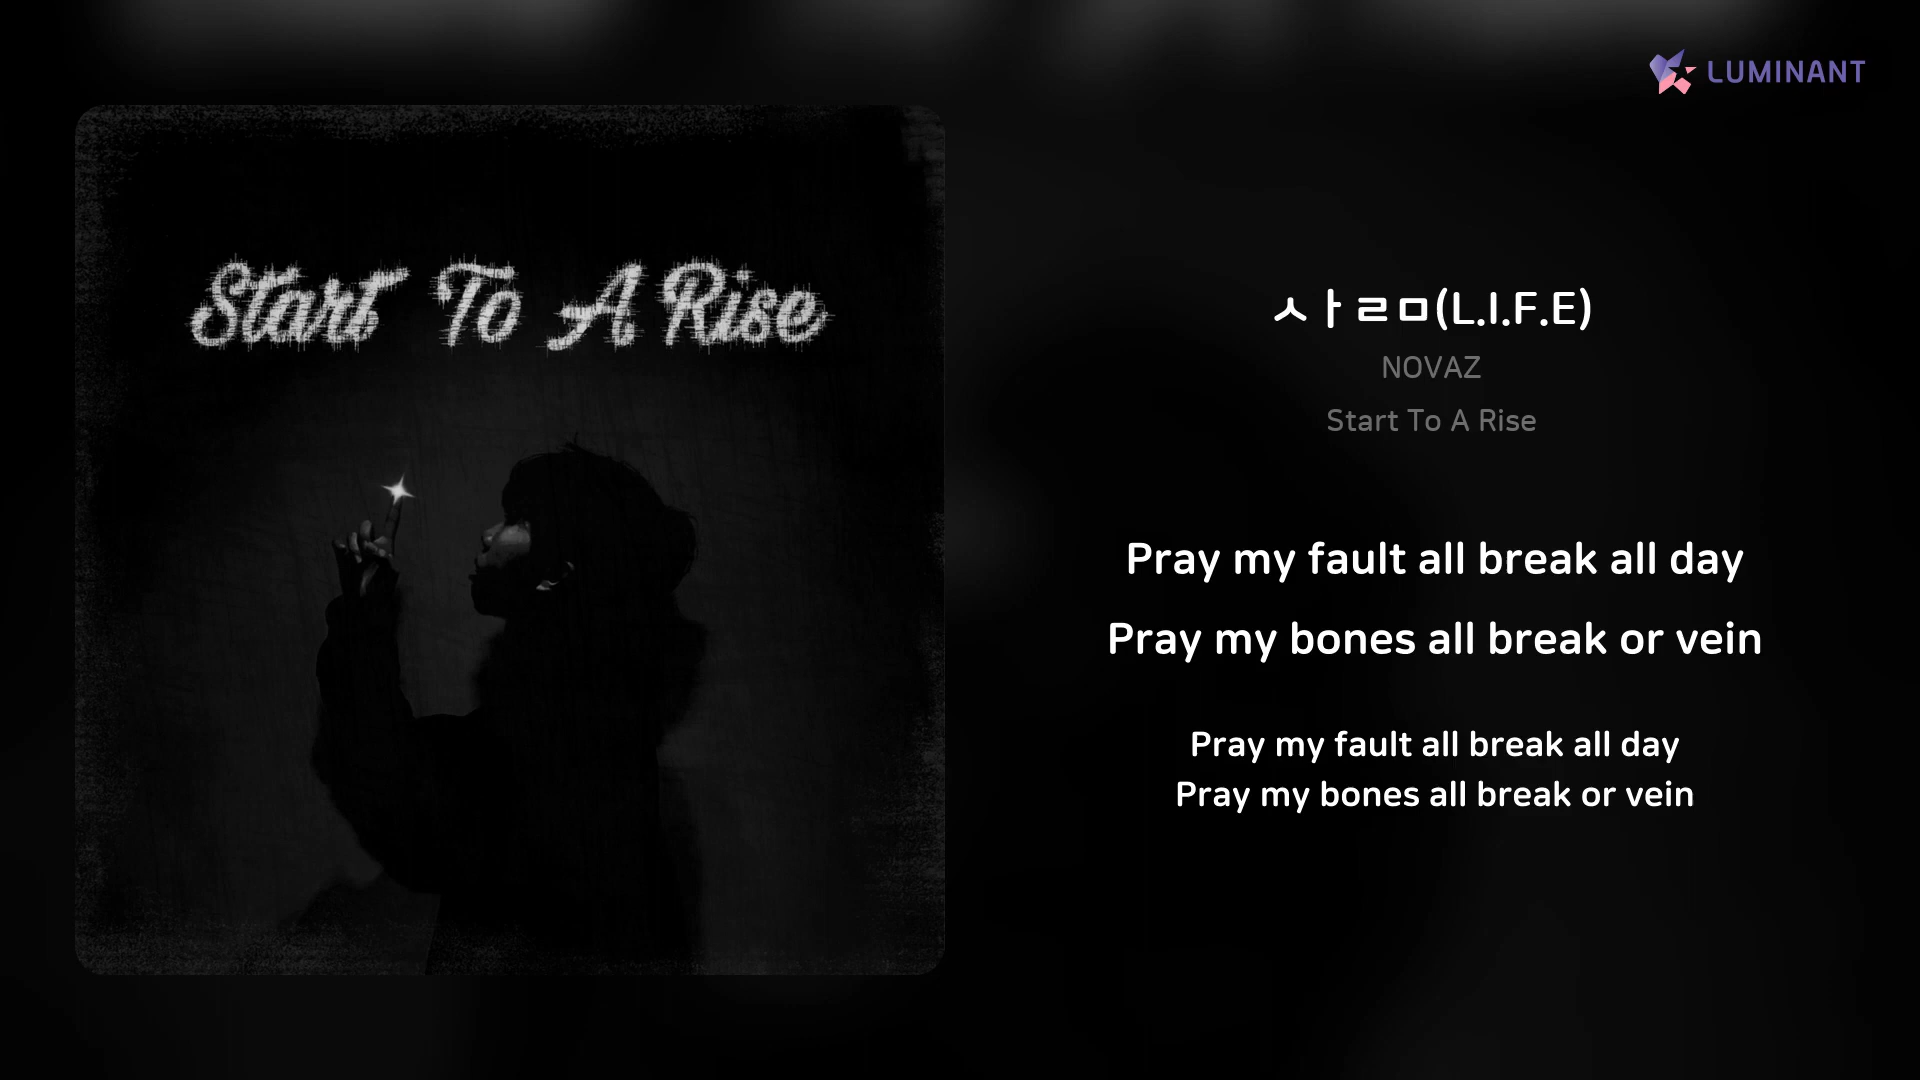 LUMINANT
Start To A Rise
ㅅㅏㄹㅁ(L.I.F.E)
NOVAZ
Start To A Rise
Pray my fault all break all day
Pray my bones all break or vein
Pray my fault all break all day
Pray my bones all break or vein